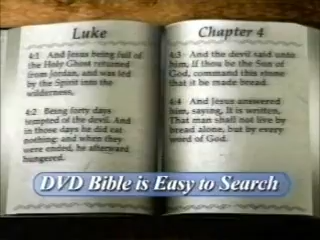 Luke
4:1 And Jesus being full of
the Holy Ghost returned
from Jordan, and was led
by the Spirit into the
wilderness,
4:2 Being forty days
tempted of the devil. And
in those days he did eat
nothing: and when they
were ended, he afterward
hungered.
Chapter 4
4:3 And the devil said unto
him, If thou be the Son of
God, command this stone
that it be made bread.
4:4 And Jesus answered
him, saying, It is written,
That man shall not live by
bread alone, but by every
word of God.
DVD Bible is Easy to Search